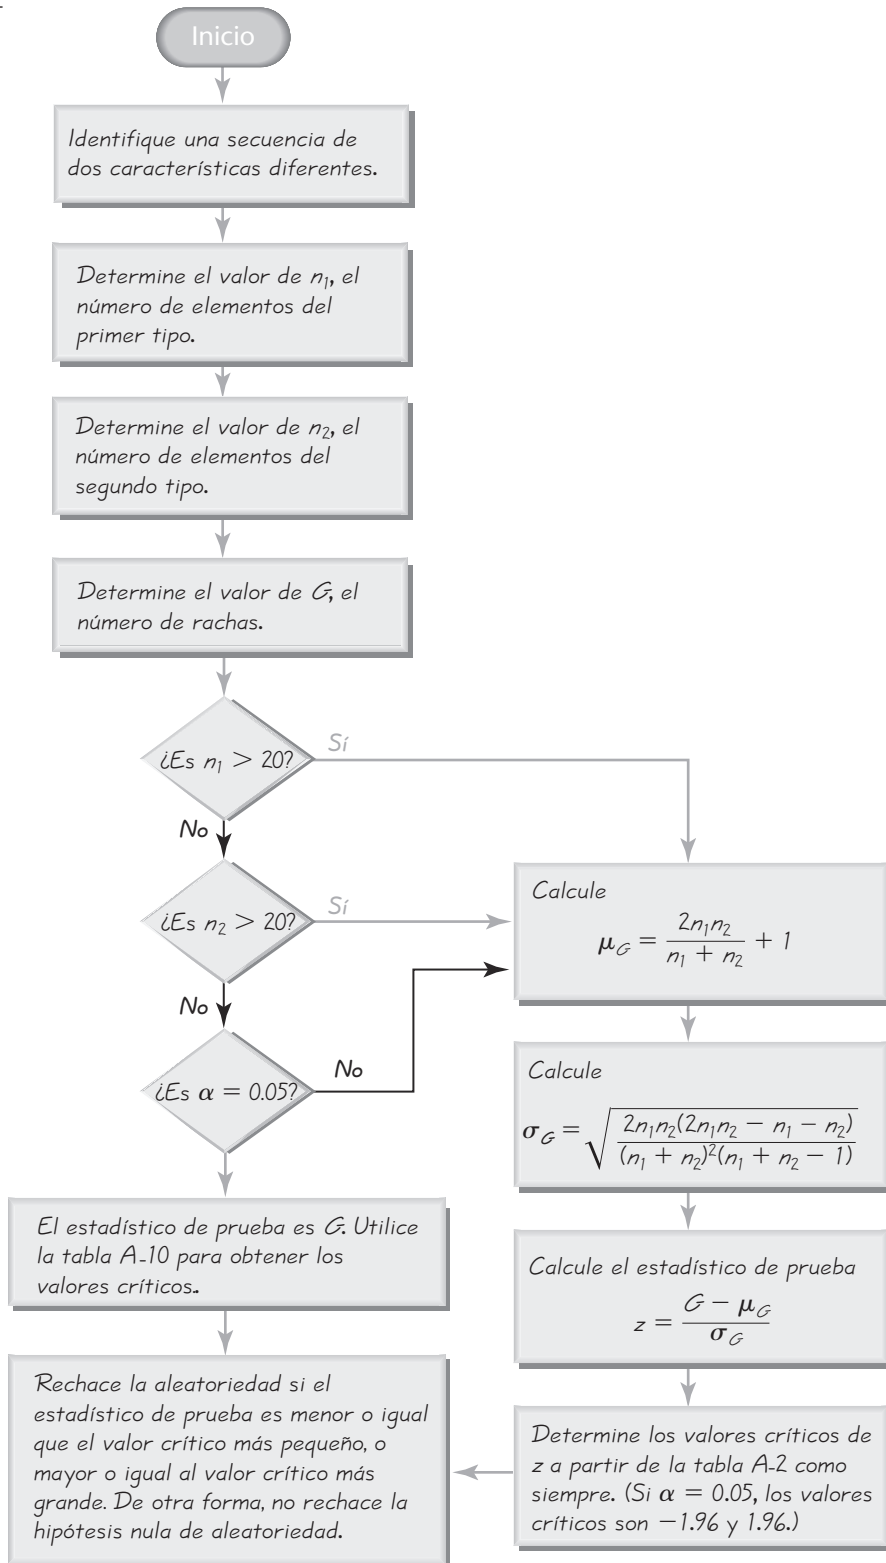 Inicio
Identifique una secuencia de
dos características diferentes.
Determine el valor de n₁, el
número de elementos del
primer tipo.
Determine el valor de n₂, el
número de elementos del
segundo tipo.
Determine el valor de G, el
número de rachas.
¿Es n₁ > 20?
Sí
No
¿Es n₂ > 20?
Sí
No
¿Es α = 0.05?
No
El estadístico de prueba es G. Utilice
la tabla A-10 para obtener los
valores críticos..
Calcule
μ_G = 2n₁n₂ / (n₁ + n₂) + 1
Calcule
σ_G = √(2n₁n₂(2n₁n₂ − n₁ − n₂) / ((n₁ + n₂)²(n₁ + n₂ − 1)))
Calcule el estadístico de prueba
z = (G − μ_G) / σ_G
Determine los valores críticos de
z a partir de la tabla A-2 como
siempre. (Si α = 0.05, los valores
críticos son −1.96 y 1.96.)
Rechace la aleatoriedad si el
estadístico de prueba es menor o igual
que el valor crítico más pequeño, o
mayor o igual al valor crítico más
grande. De otra forma, no rechace la
hipótesis nula de aleatoriedad.